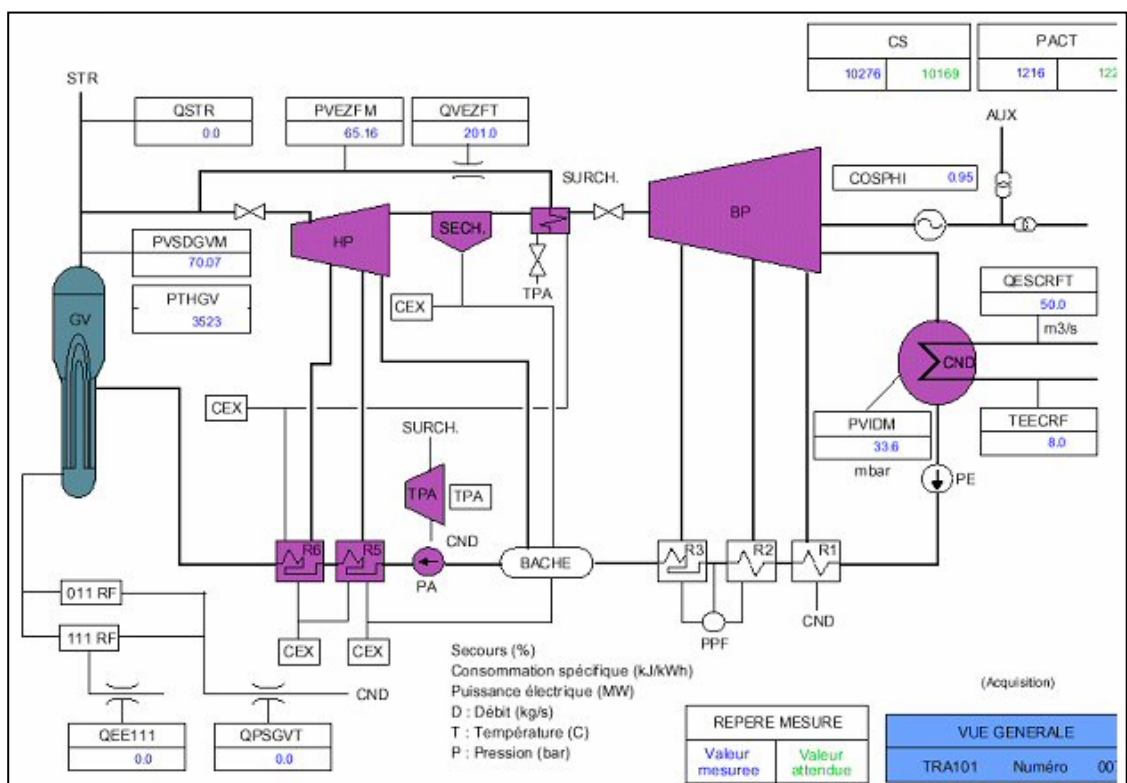 CS
10276 10169
PACT
1216 122
STR
QSTR
0.0
PVEZFM
65.16
QVEZFT
201.0
AUX
SURCH.
COSPHI 0.95
BP
HP
SECH.
PVSDGVM
70.07
PTHGV
3523
GV
TPA
CEX
QESCRFT
50.0
m3/s
CND
TEECRF
8.0
PVIDM
33.6
mbar
PE
CEX
SURCH.
TPA
TPA
CND
PA
R6
R5
BACHE
R3
R2
R1
PPF
CND
011 RF
111 RF
CEX
CEX
CND
QEE111
0.0
QPSGVT
0.0
Secours (%)
Consommation spécifique (kJ/kWh)
Puissance électrique (MW)
D : Débit (kg/s)
T : Température (C)
P : Pression (bar)
(Acquisition)
REPERE MESURE
Valeur mesuree
Valeur attendue
VUE GENERALE
TRA101 Numéro 00